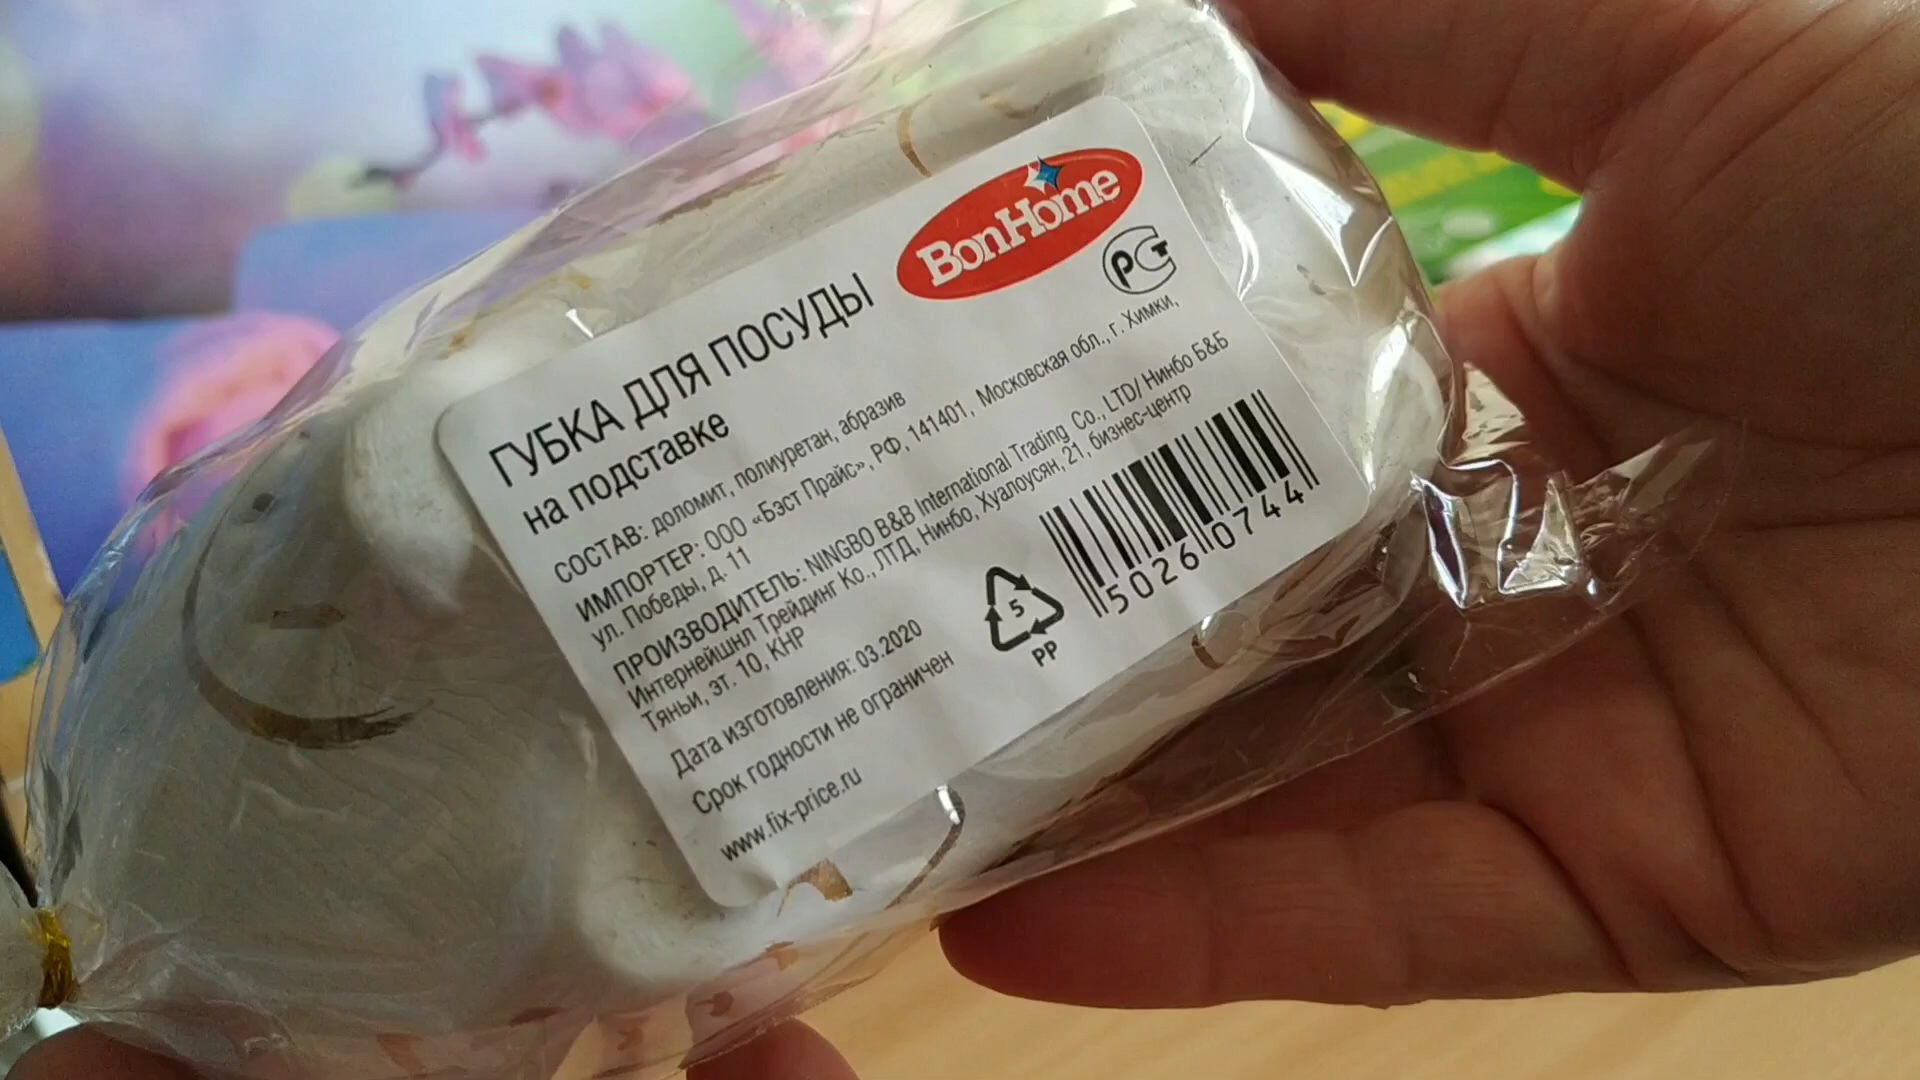 BonHome
РСТ
ГУБКА ДЛЯ ПОСУДЫ
на подставке
СОСТАВ: доломит, полиуретан, абразив
ИМПОРТЕР: ООО «Бэст Прайс», РФ, 141401, Московская обл., г. Химки,
ул. Победы, д. 11
ПРОИЗВОДИТЕЛЬ: NINGBO B&B International Trading Co., LTD/ Нинбо Б&Б
Интернейшнл Трейдинг Ко., ЛТД, Нинбо, Хуалоусян, 21, бизнес-центр
Тяньи, эт. 10, КНР
Дата изготовления: 03.2020
Срок годности не ограничен
www.fix-price.ru
5
PP
50260744